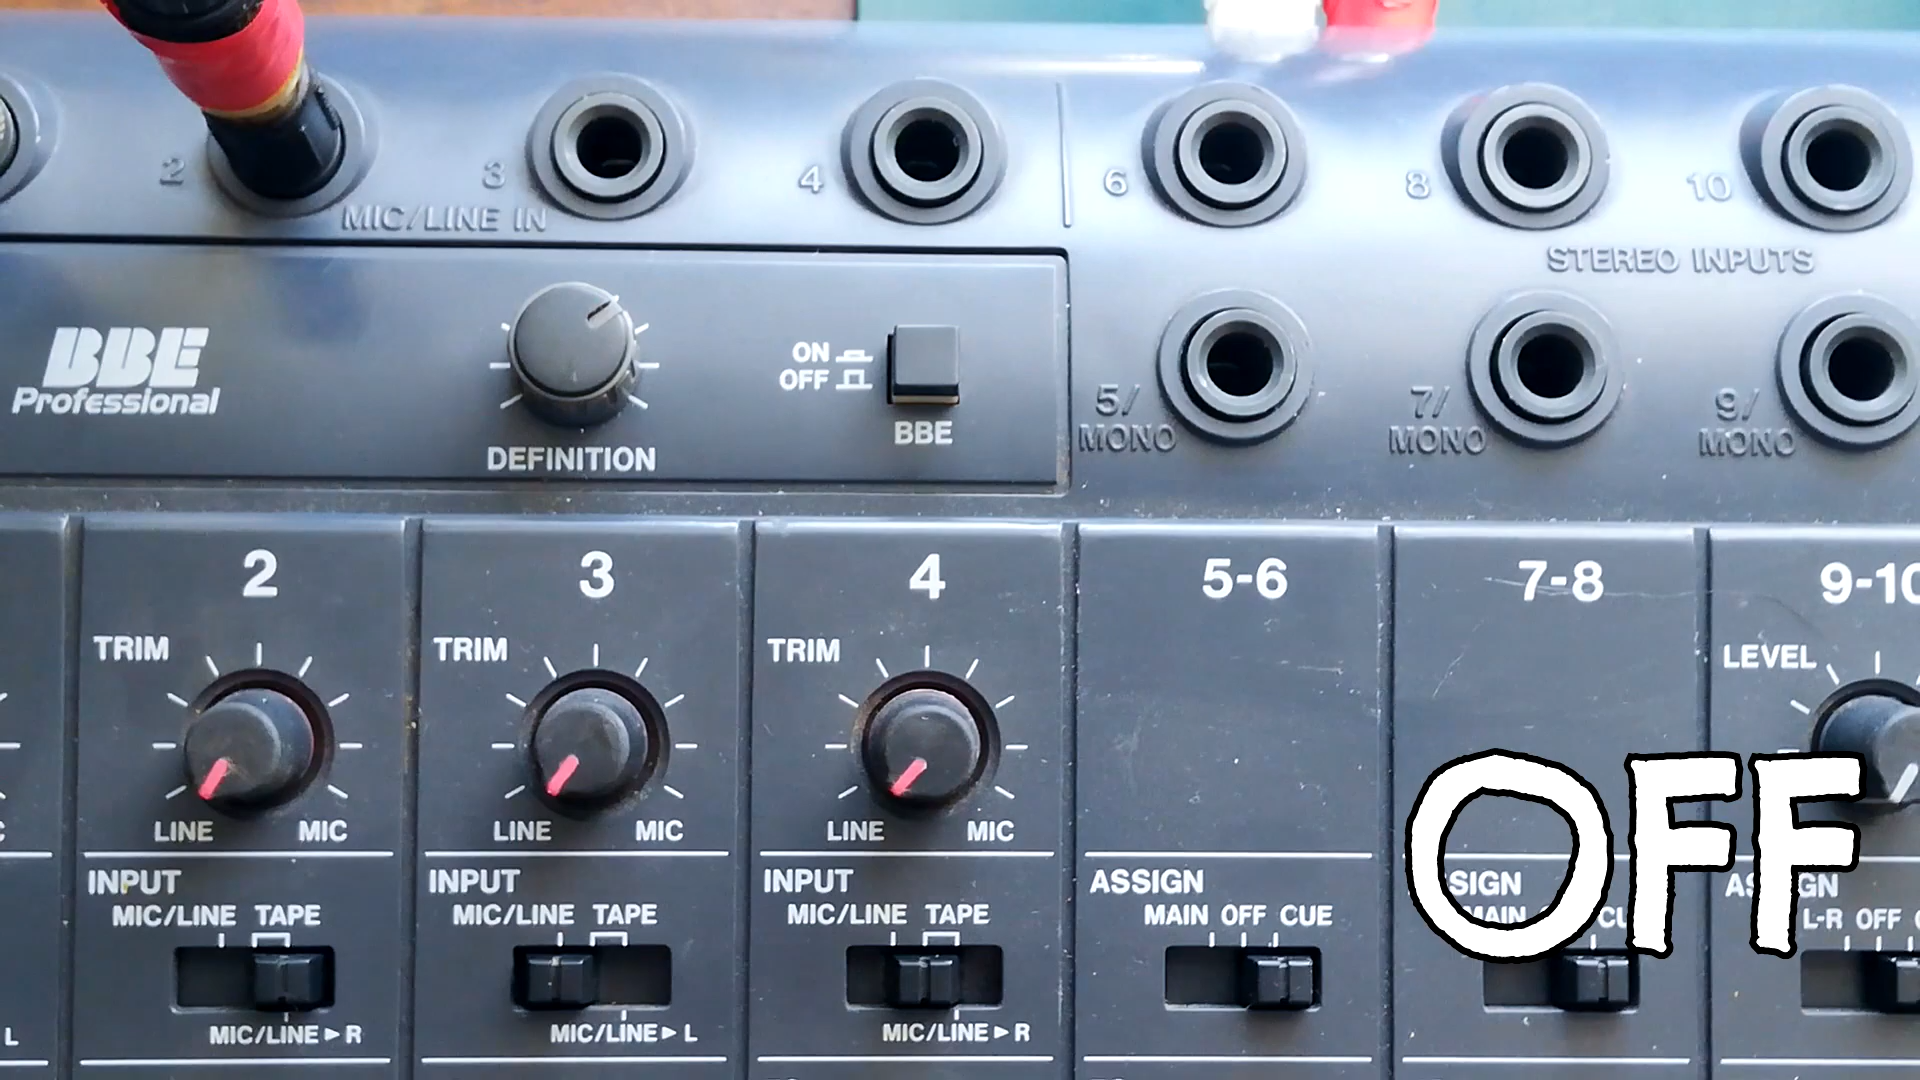 2 3 4 6 8 10
MIC/LINE IN
STEREO INPUTS
BBE
Professional
DEFINITION
ON
OFF
BBE
5/
MONO
7/
MONO
9/
MONO
2 3 4 5-6 7-8 9-10
TRIM TRIM TRIM LEVEL
LINE MIC LINE MIC LINE MIC
OFF
INPUT INPUT INPUT ASSIGN
MIC/LINE TAPE MIC/LINE TAPE MIC/LINE TAPE MAIN OFF CUE L-R OFF
L MIC/LINE▶R MIC/LINE▶L MIC/LINE▶R